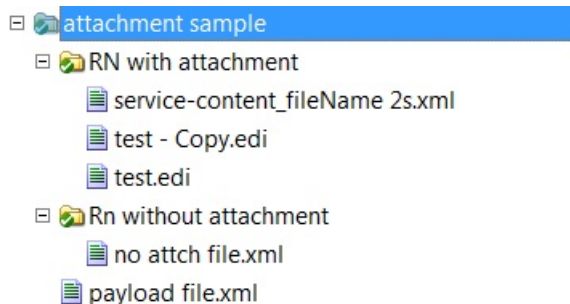 attachment sample
RN with attachment
service-content_fileName 2s.xml
test - Copy.edi
test.edi
Rn without attachment
no attch file.xml
payload file.xml